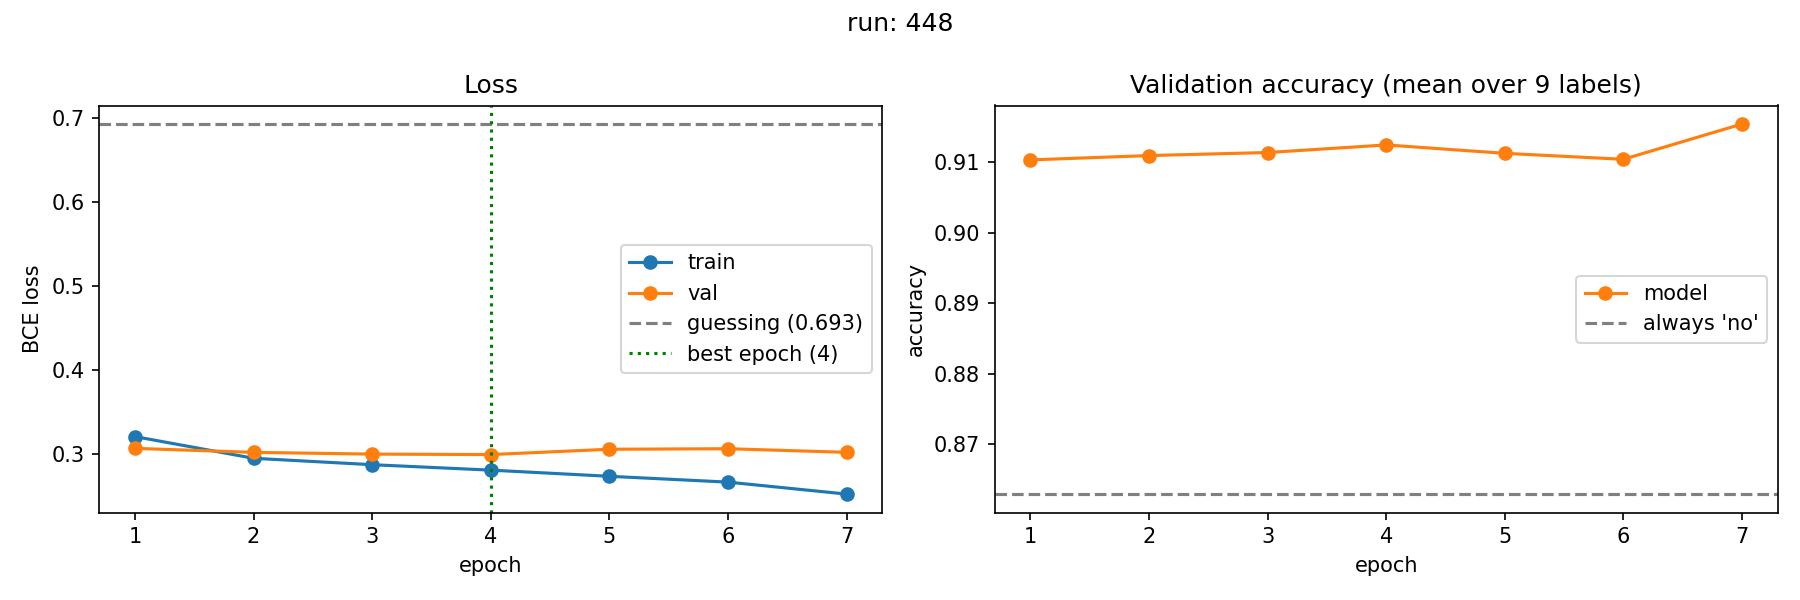 run: 448
Loss
BCE loss
0.7
0.6
0.5
0.4
0.3
train
val
guessing (0.693)
best epoch (4)
1 2 3 4 5 6 7
epoch
Validation accuracy (mean over 9 labels)
accuracy
0.91
0.90
0.89
0.88
0.87
model
always 'no'
1 2 3 4 5 6 7
epoch